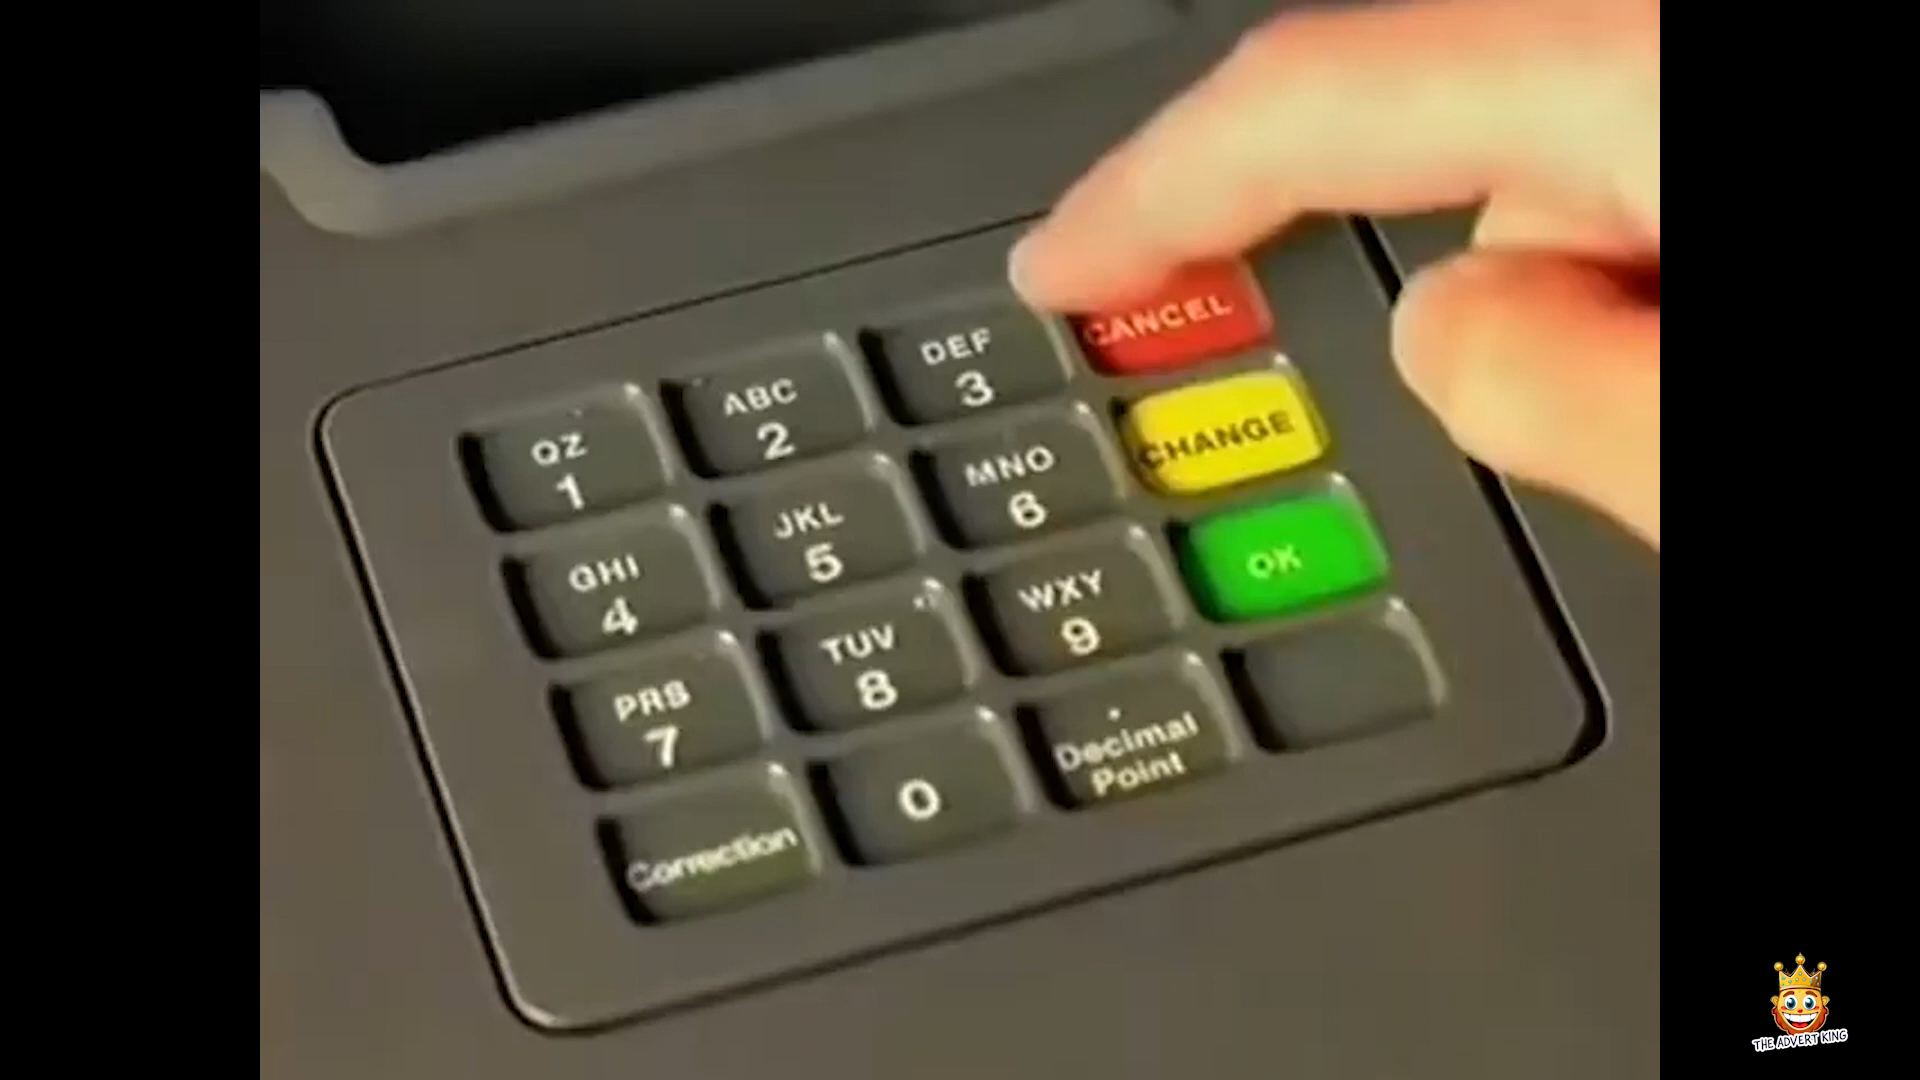 QZ
1
ABC
2
DEF
3
CANCEL
GHI
4
JKL
5
MNO
6
CHANGE
PRS
7
TUV
8
WXY
9
OK
Correction
0
.
Decimal
Point
THE ADVERT KING